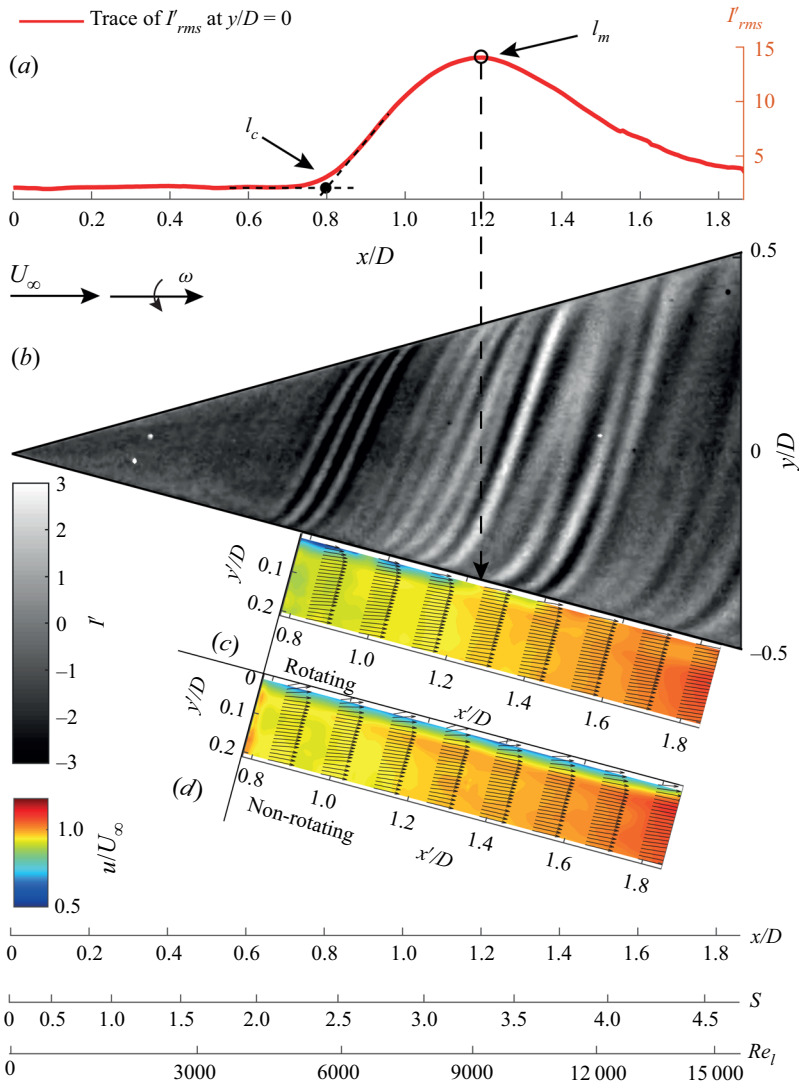 Trace of I′rms at y/D = 0
I′rms
lm
(a)
15
10
5
lc
0 0.2 0.4 0.6 0.8 1.0 1.2 1.4 1.6 1.8
x/D
U∞
ω
0.5
(b)
0
y/D
−0.5
3
2
1
0
−1
−2
−3
I′
y′/D
0.1
0.2
0.8 1.0 1.2 1.4 1.6 1.8
(c)
Rotating
x′/D
0
y′/D
0.1
0.2
0.8 1.0 1.2 1.4 1.6 1.8
(d)
Non-rotating
x′/D
1.0
0.5
u/U∞
0 0.2 0.4 0.6 0.8 1.0 1.2 1.4 1.6 1.8 x/D
0 0.5 1.0 1.5 2.0 2.5 3.0 3.5 4.0 4.5 S
0 3000 6000 9000 12 000 15 000 Rel